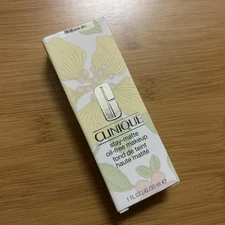 CLINIQUE
stay-matte
oil-free makeup
fond de teint
haute matité
1 FL.OZ.LIQ./30 ml ℮